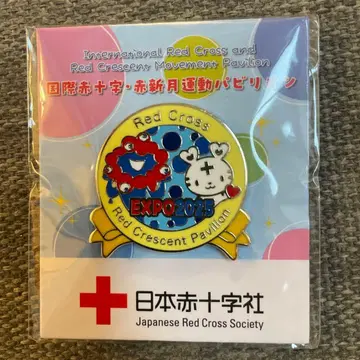 International Red Cross and
Red Crescent Movement Pavilion
国際赤十字・赤新月運動パビリオン
Red Cross
EXPO2025
Red Crescent Pavilion
日本赤十字社
Japanese Red Cross Society